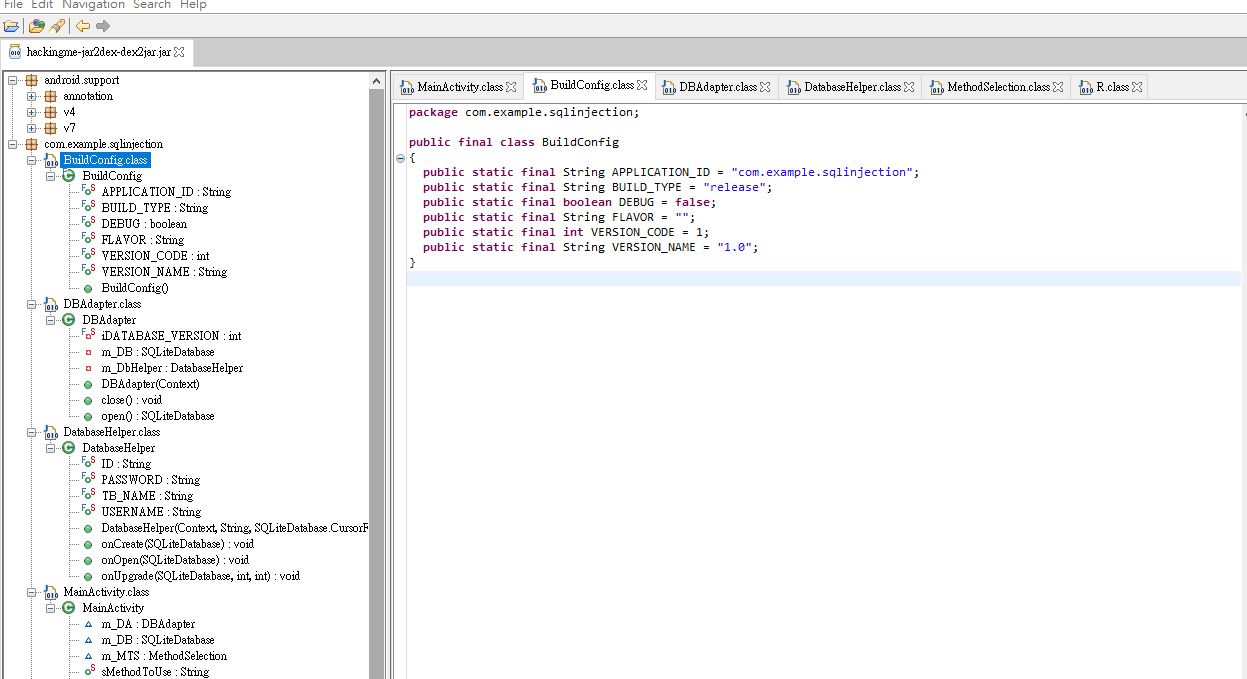 File Edit Navigation Search Help
hackingme-jar2dex-dex2jar.jar
android.support
annotation
v4
v7
com.example.sqlinjection
BuildConfig.class
BuildConfig
APPLICATION_ID : String
BUILD_TYPE : String
DEBUG : boolean
FLAVOR : String
VERSION_CODE : int
VERSION_NAME : String
BuildConfig()
DBAdapter.class
DBAdapter
iDATABASE_VERSION : int
m_DB : SQLiteDatabase
m_DbHelper : DatabaseHelper
DBAdapter(Context)
close() : void
open() : SQLiteDatabase
DatabaseHelper.class
DatabaseHelper
ID : String
PASSWORD : String
TB_NAME : String
USERNAME : String
DatabaseHelper(Context, String, SQLiteDatabase.CursorF
onCreate(SQLiteDatabase) : void
onOpen(SQLiteDatabase) : void
onUpgrade(SQLiteDatabase, int, int) : void
MainActivity.class
MainActivity
m_DA : DBAdapter
m_DB : SQLiteDatabase
m_MTS : MethodSelection
sMethodToUse : String
MainActivity.class BuildConfig.class DBAdapter.class DatabaseHelper.class MethodSelection.class R.class
package com.example.sqlinjection;
public final class BuildConfig
{
public static final String APPLICATION_ID = "com.example.sqlinjection";
public static final String BUILD_TYPE = "release";
public static final boolean DEBUG = false;
public static final String FLAVOR = "";
public static final int VERSION_CODE = 1;
public static final String VERSION_NAME = "1.0";
}